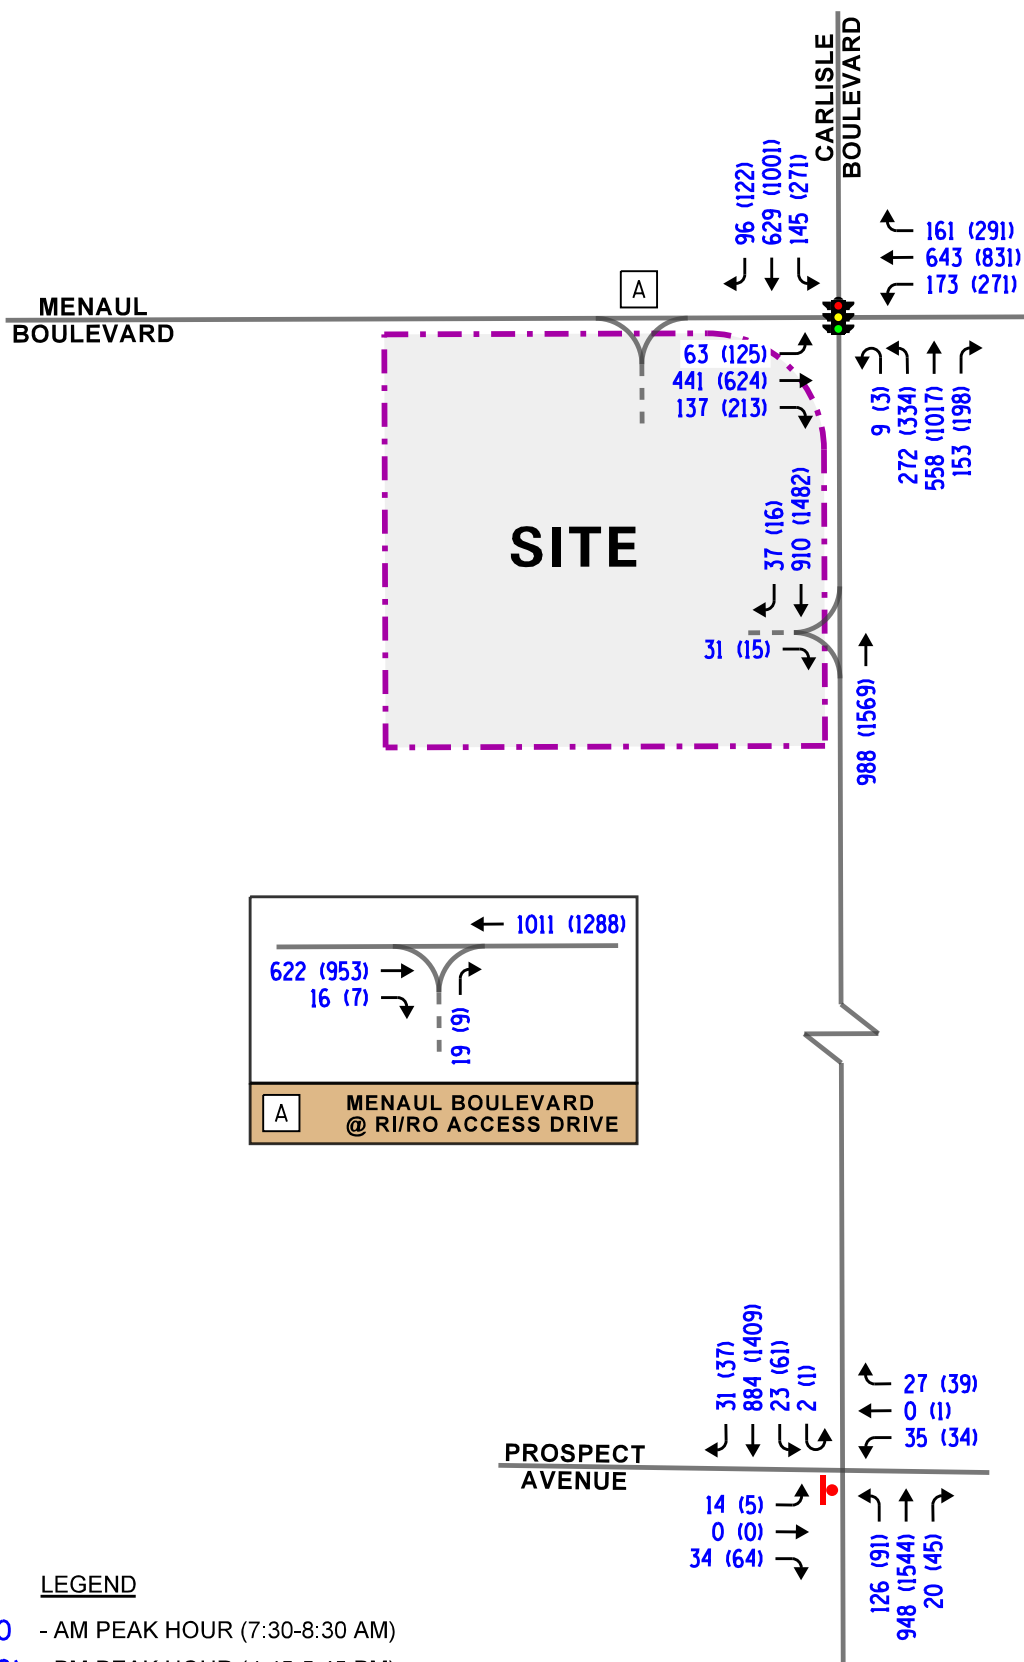 CARLISLE
BOULEVARD
96 (122)
629 (1001)
145 (271)
161 (291)
643 (831)
173 (271)
A
MENAUL
BOULEVARD
63 (125)
441 (624)
137 (213)
9 (3)
272 (334)
558 (1017)
153 (198)
SITE
37 (16)
910 (1482)
31 (15)
988 (1569)
1011 (1288)
622 (953)
16 (7)
19 (9)
A
MENAUL BOULEVARD
@ RI/RO ACCESS DRIVE
31 (37)
884 (1409)
23 (61)
2 (1)
27 (39)
0 (1)
35 (34)
PROSPECT
AVENUE
14 (5)
0 (0)
34 (64)
126 (91)
948 (1544)
20 (45)
LEGEND
0 - AM PEAK HOUR (7:30-8:30 AM)